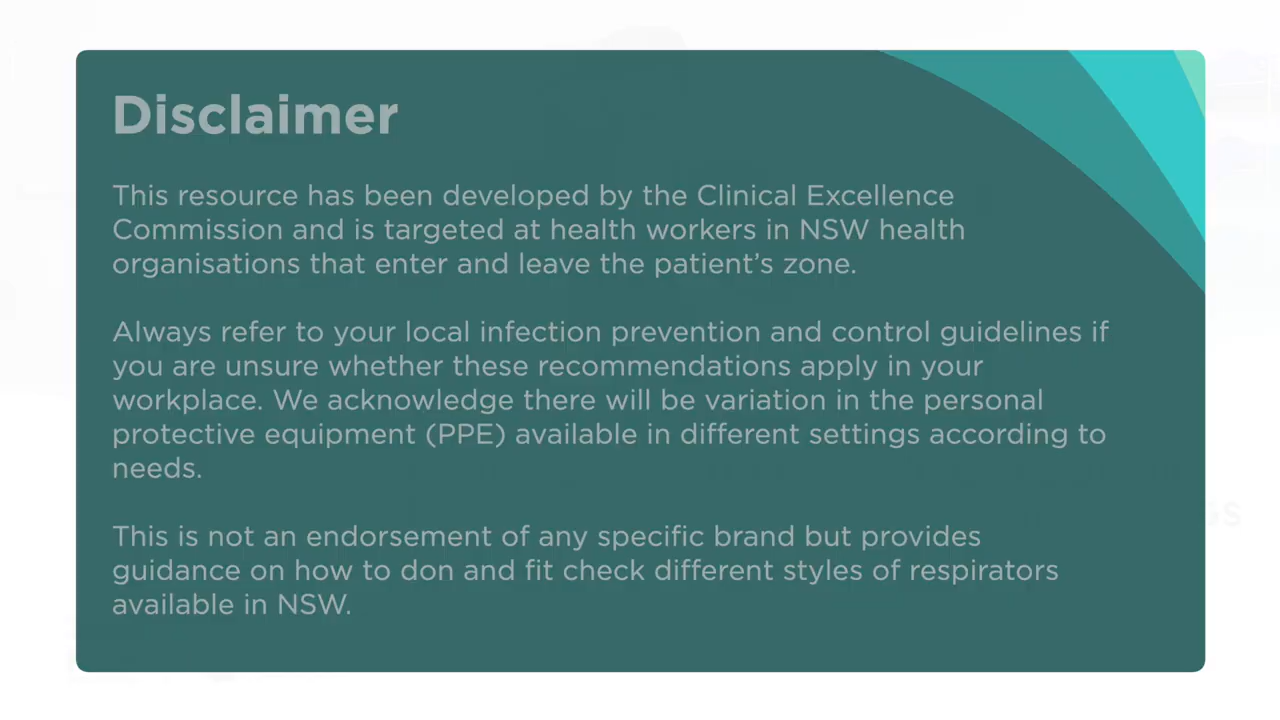 Disclaimer
This resource has been developed by the Clinical Excellence
Commission and is targeted at health workers in NSW health
organisations that enter and leave the patient’s zone.
Always refer to your local infection prevention and control guidelines if
you are unsure whether these recommendations apply in your
workplace. We acknowledge there will be variation in the personal
protective equipment (PPE) available in different settings according to
needs.
This is not an endorsement of any specific brand but provides
guidance on how to don and fit check different styles of respirators
available in NSW.